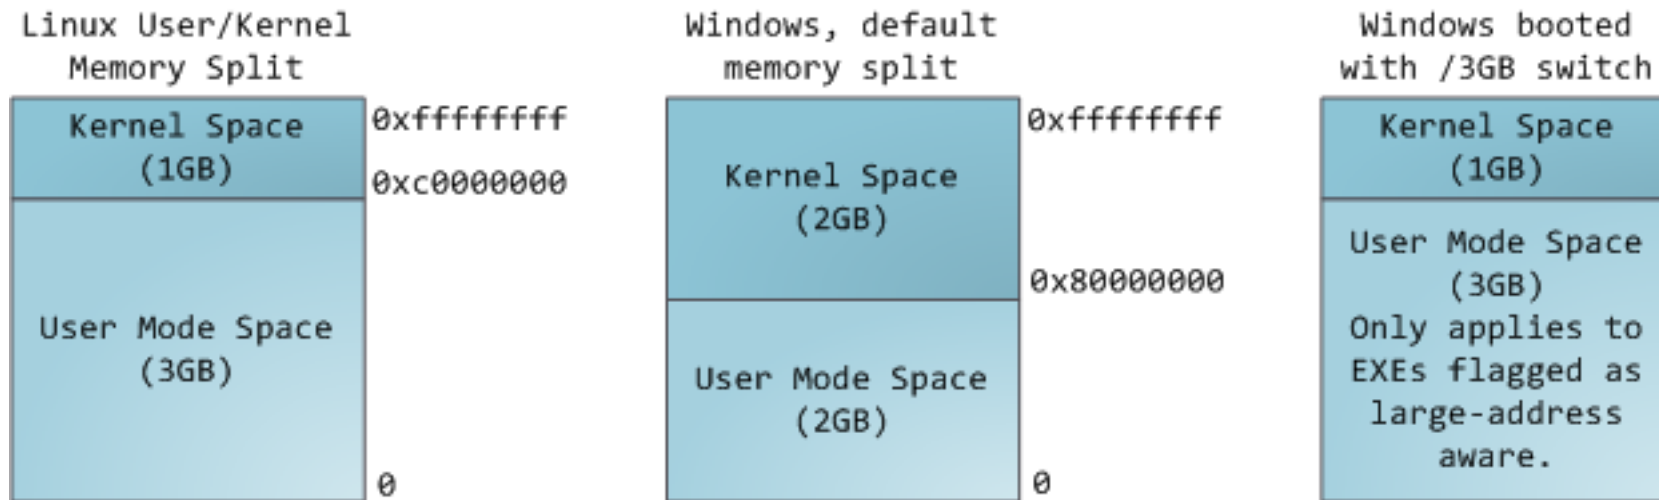 Linux User/Kernel
Memory Split
Kernel Space
(1GB)
0xffffffff
0xc0000000
User Mode Space
(3GB)
0
Windows, default
memory split
Kernel Space
(2GB)
0xffffffff
0x80000000
User Mode Space
(2GB)
0
Windows booted
with /3GB switch
Kernel Space
(1GB)
User Mode Space
(3GB)
Only applies to
EXEs flagged as
large-address
aware.